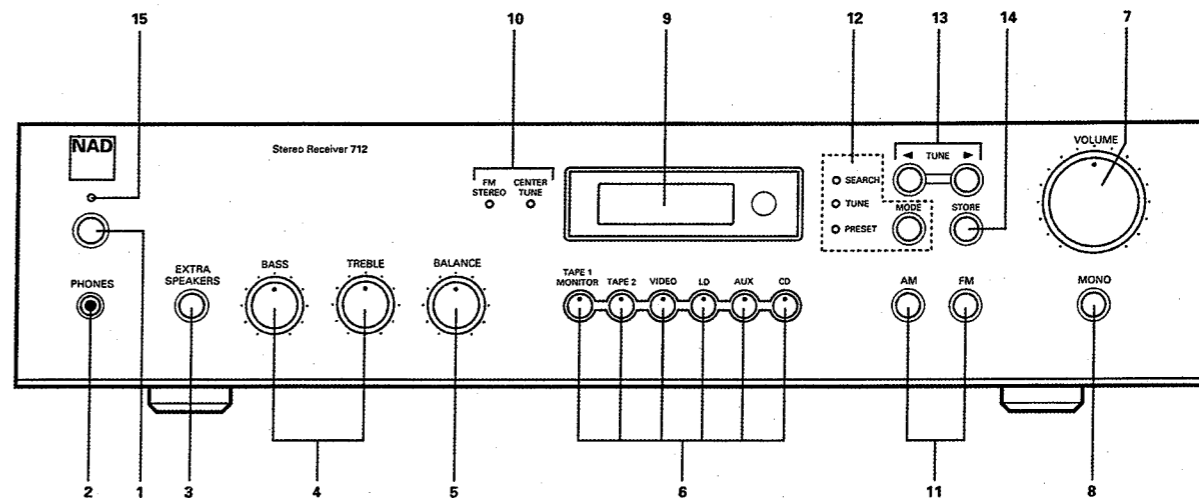 15 10 9 12 13 14 7
NAD
Stereo Receiver 712
FM STEREO
CENTER TUNE
SEARCH
TUNE
PRESET
◄ TUNE ►
MODE
STORE
VOLUME
PHONES
EXTRA SPEAKERS
BASS
TREBLE
BALANCE
TAPE 1 MONITOR
TAPE 2
VIDEO
LD
AUX
CD
AM
FM
MONO
2 1 3 4 5 6 11 8